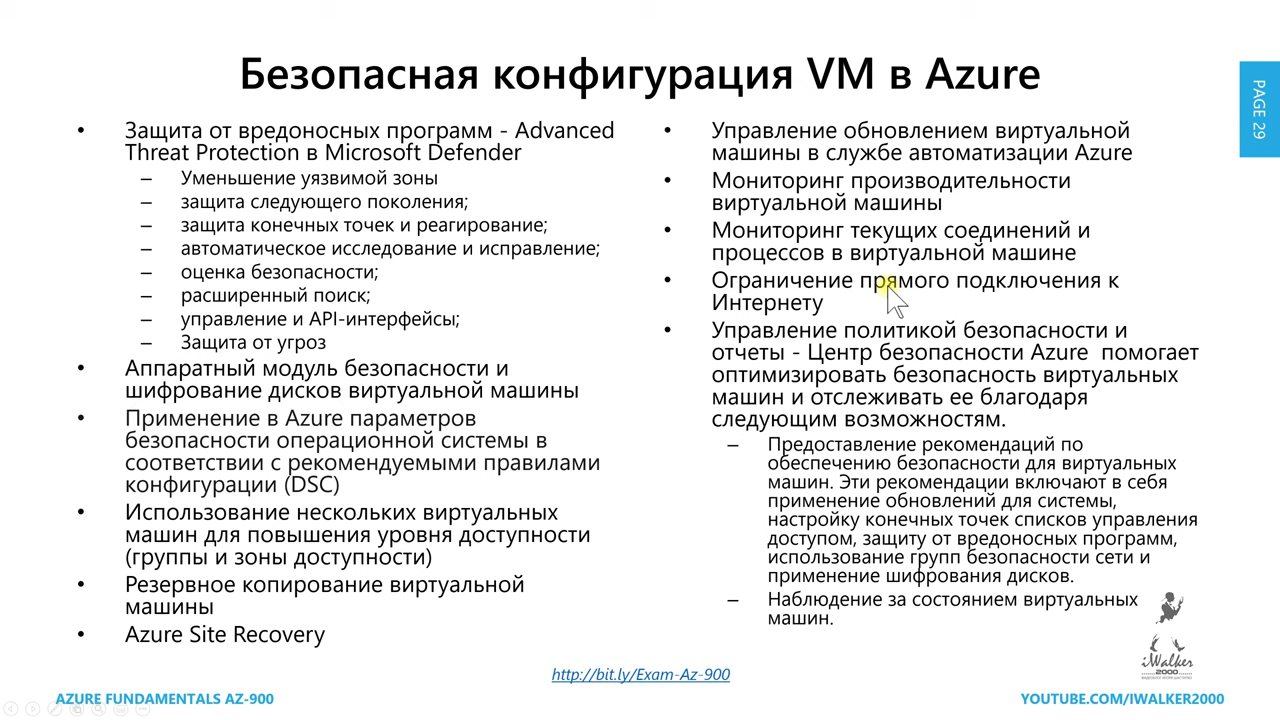 Безопасная конфигурация VM в Azure
PAGE 29
• Защита от вредоносных программ - Advanced
Threat Protection в Microsoft Defender
– Уменьшение уязвимой зоны
– защита следующего поколения;
– защита конечных точек и реагирование;
– автоматическое исследование и исправление;
– оценка безопасности;
– расширенный поиск;
– управление и API-интерфейсы;
– Защита от угроз
• Аппаратный модуль безопасности и
шифрование дисков виртуальной машины
• Применение в Azure параметров
безопасности операционной системы в
соответствии с рекомендуемыми правилами
конфигурации (DSC)
• Использование нескольких виртуальных
машин для повышения уровня доступности
(группы и зоны доступности)
• Резервное копирование виртуальной
машины
• Azure Site Recovery
• Управление обновлением виртуальной
машины в службе автоматизации Azure
• Мониторинг производительности
виртуальной машины
• Мониторинг текущих соединений и
процессов в виртуальной машине
• Ограничение прямого подключения к
Интернету
• Управление политикой безопасности и
отчеты - Центр безопасности Azure помогает
оптимизировать безопасность виртуальных
машин и отслеживать ее благодаря
следующим возможностям.
– Предоставление рекомендаций по
обеспечению безопасности для виртуальных
машин. Эти рекомендации включают в себя
применение обновлений для системы,
настройку конечных точек списков управления
доступом, защиту от вредоносных программ,
использование групп безопасности сети и
применение шифрования дисков.
– Наблюдение за состоянием виртуальных
машин.
iWalker
2000
http://bit.ly/Exam-Az-900
AZURE FUNDAMENTALS AZ-900
YOUTUBE.COM/IWALKER2000